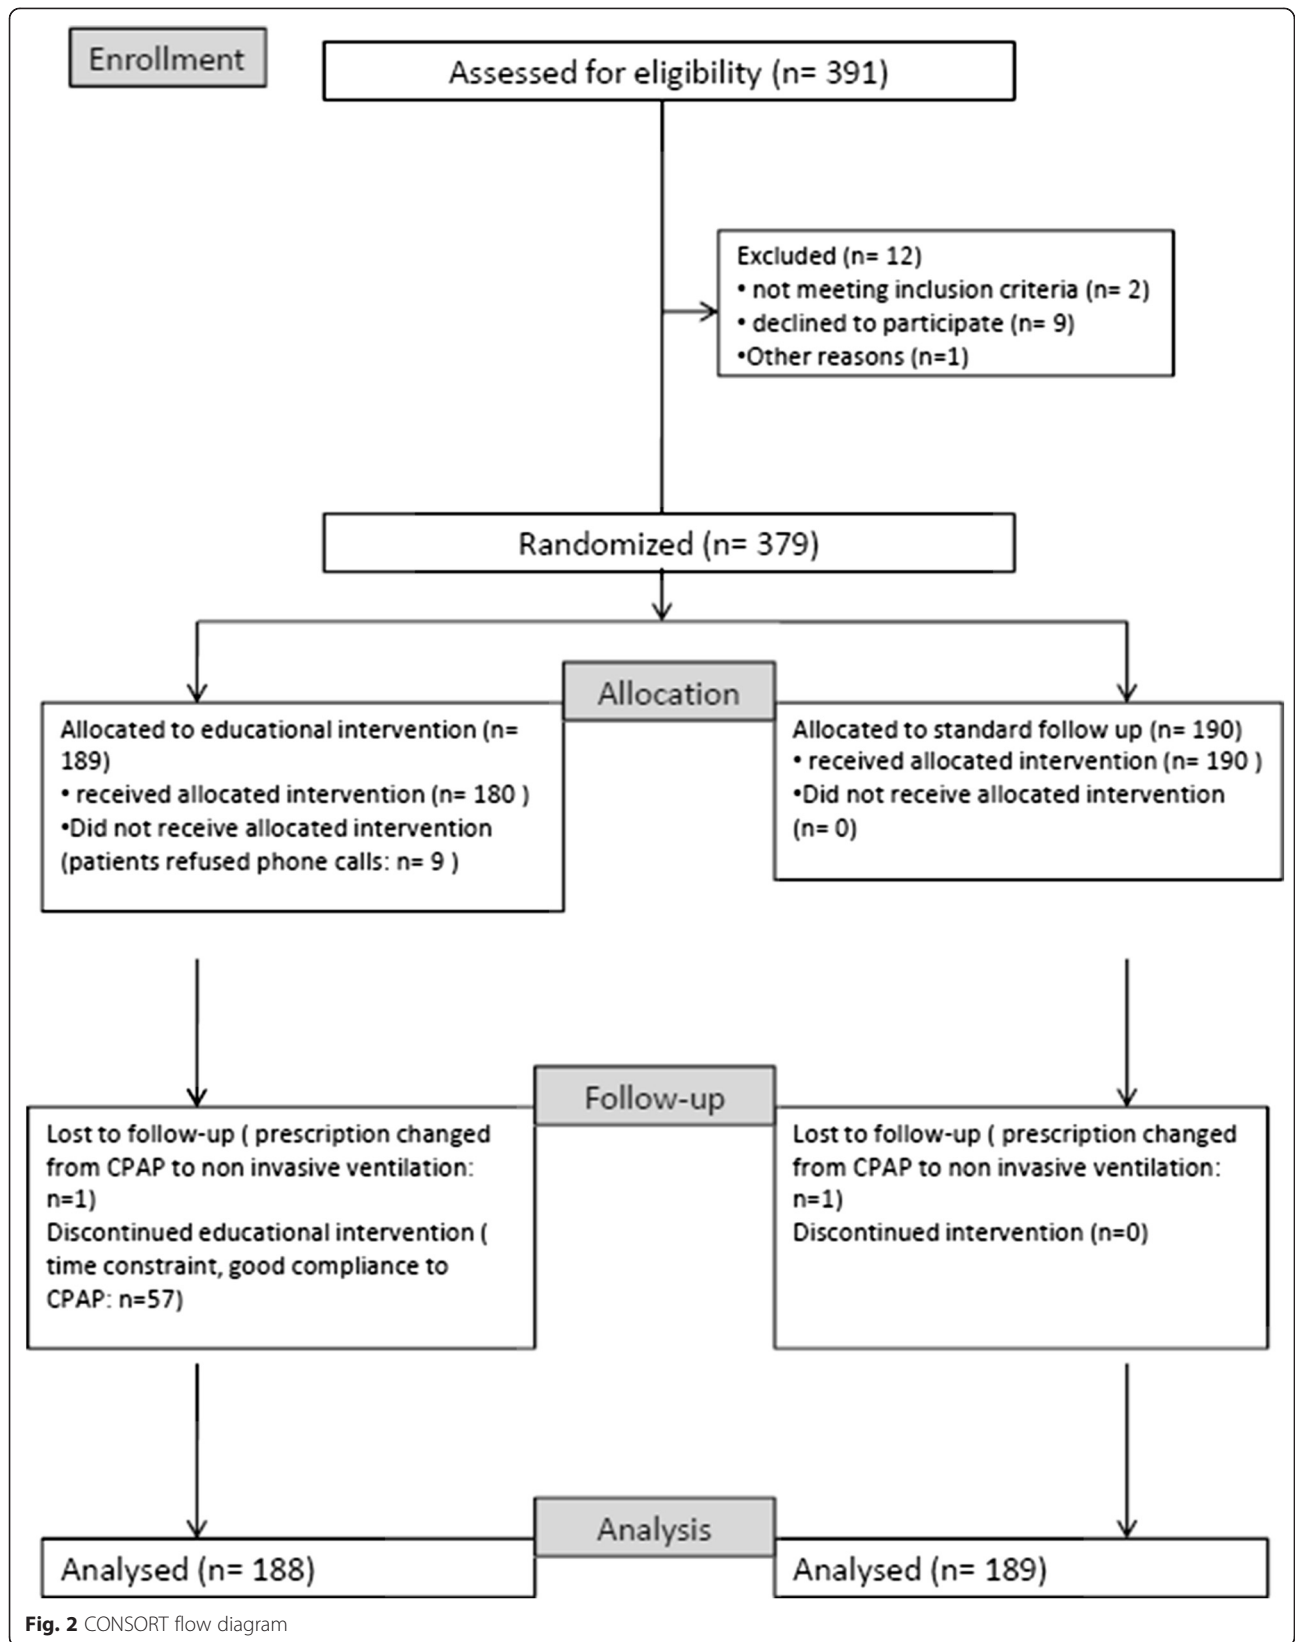 Enrollment
Assessed for eligibility (n= 391)
Excluded (n= 12)
• not meeting inclusion criteria (n= 2)
• declined to participate (n= 9)
•Other reasons (n=1)
Randomized (n= 379)
Allocation
Allocated to educational intervention (n=
189)
• received allocated intervention (n= 180 )
•Did not receive allocated intervention
(patients refused phone calls: n= 9 )
Allocated to standard follow up (n= 190)
• received allocated intervention (n= 190 )
•Did not receive allocated intervention
(n= 0)
Follow-up
Lost to follow-up ( prescription changed
from CPAP to non invasive ventilation:
n=1)
Discontinued educational intervention (
time constraint, good compliance to
CPAP: n=57)
Lost to follow-up ( prescription changed
from CPAP to non invasive ventilation:
n=1)
Discontinued intervention (n=0)
Analysis
Analysed (n= 188)
Analysed (n= 189)
Fig. 2 CONSORT flow diagram